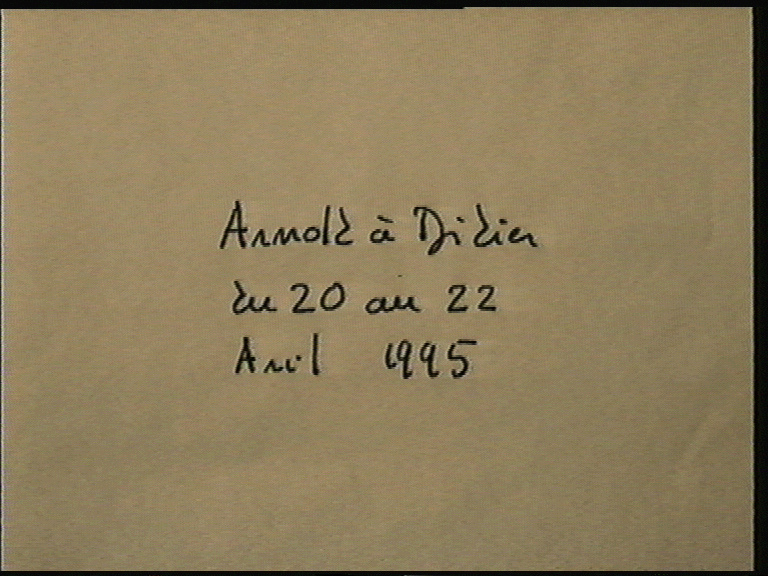 Arnold à Didier
du 20 au 22
Avril 1995